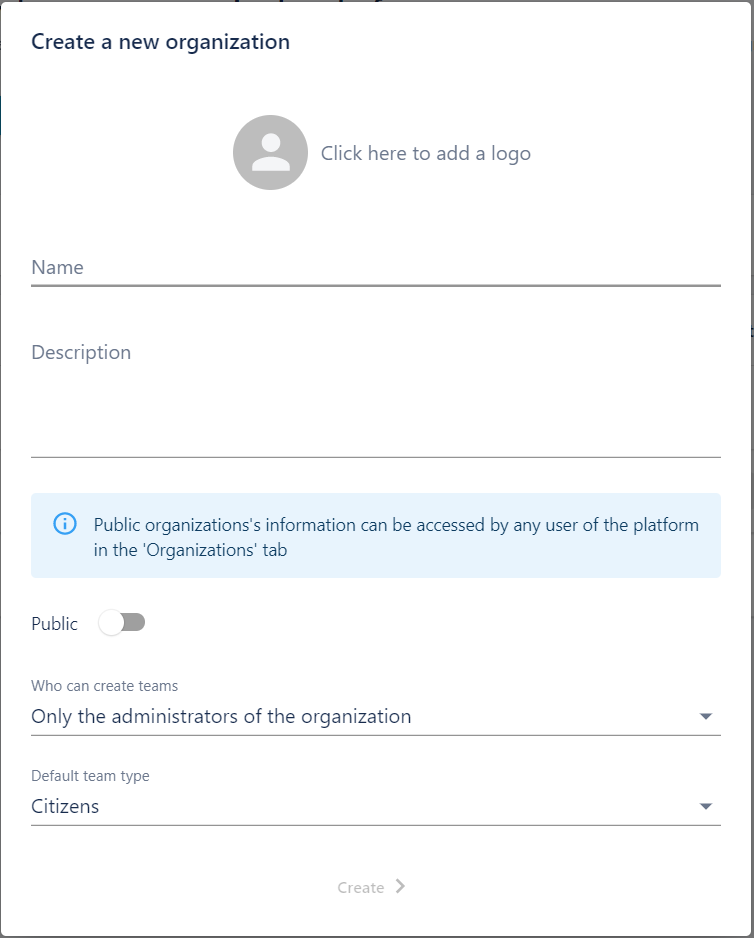 Create a new organization
Click here to add a logo
Name
Description
Public organizations's information can be accessed by any user of the platform
in the 'Organizations' tab
Public
Who can create teams
Only the administrators of the organization
Default team type
Citizens
Create